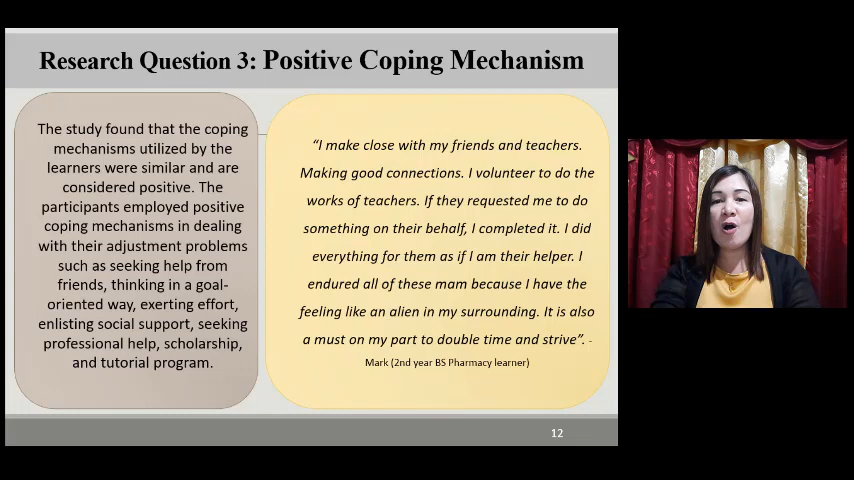 Research Question 3: Positive Coping Mechanism
The study found that the coping
mechanisms utilized by the
learners were similar and are
considered positive. The
participants employed positive
coping mechanisms in dealing
with their adjustment problems
such as seeking help from
friends, thinking in a goal-
oriented way, exerting effort,
enlisting social support, seeking
professional help, scholarship,
and tutorial program.
“I make close with my friends and teachers.
Making good connections. I volunteer to do the
works of teachers. If they requested me to do
something on their behalf, I completed it. I did
everything for them as if I am their helper. I
endured all of these mam because I have the
feeling like an alien in my surrounding. It is also
a must on my part to double time and strive”. -
Mark (2nd year BS Pharmacy learner)
12